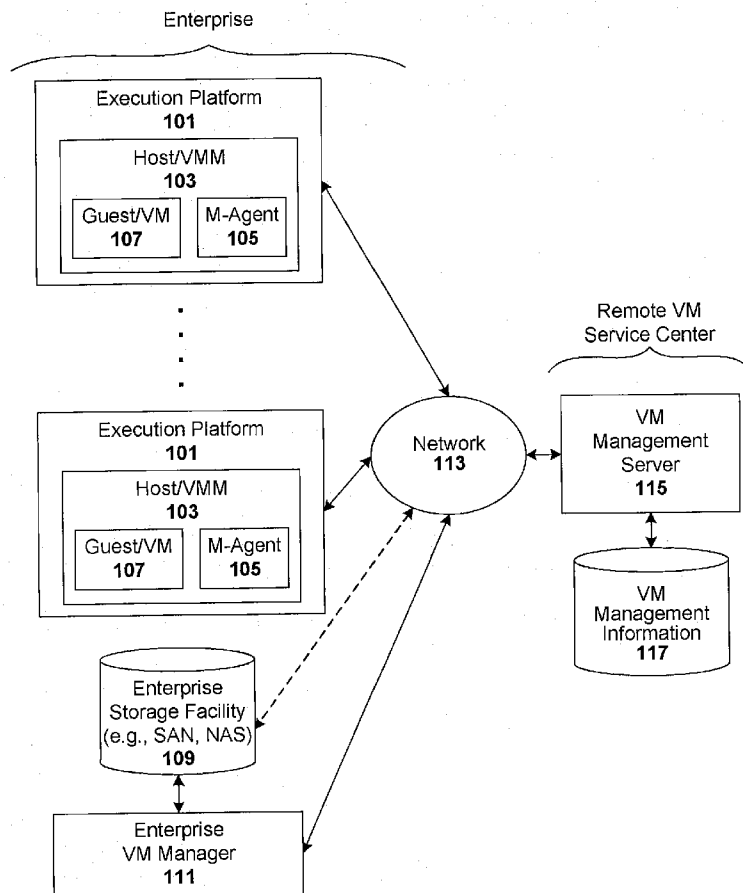 Enterprise
Execution Platform
101
Host/VMM
103
Guest/VM
107
M-Agent
105
Remote VM
Service Center
Execution Platform
101
Host/VMM
103
Guest/VM
107
M-Agent
105
Network
113
VM
Management
Server
115
VM
Management
Information
117
Enterprise
Storage Facility
(e.g., SAN, NAS)
109
Enterprise
VM Manager
111